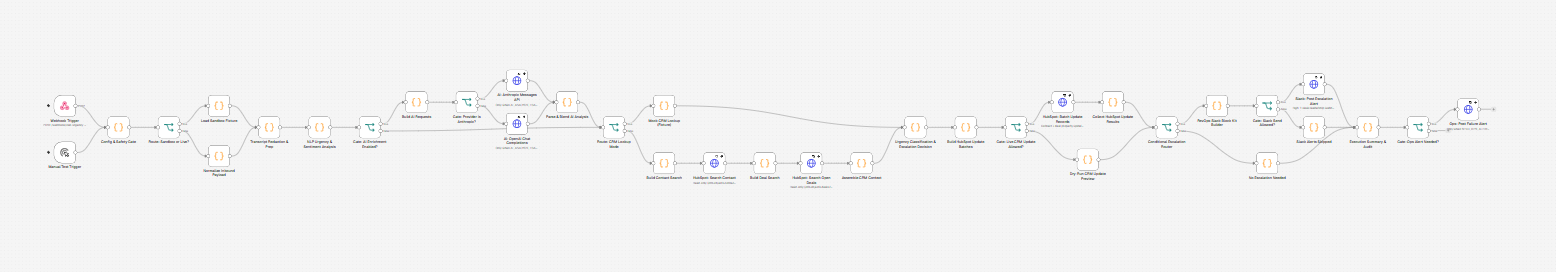 Webhook Trigger
Manual Test Trigger
Config & Safety Gate
Route: Sandbox or Live?
Load Sandbox Fixture
Normalize Inbound
Payload
Transcript Redaction &
Prep
NLP Urgency &
Sentiment Analysis
Gate: AI Enrichment
Enabled?
Build AI Requests
Gate: Provider Is
Anthropic?
AI: Anthropic Messages
API
AI: OpenAI Chat
Completions
Parse & Blend AI Analysis
Route: CRM Lookup
Mode
Mock CRM Lookup
(Fixture)
Build Contact Search
HubSpot: Search Contact
Build Deal Search
HubSpot: Search Open
Deals
Assemble CRM Context
Urgency Classification &
Escalation Decision
Build HubSpot Update
Batches
Gate: Live CRM Update
Allowed?
HubSpot: Batch Update
Records
Collect HubSpot Update
Results
Dry-Run CRM Update
Preview
Conditional Escalation
Router
RevOps Slack Block Kit
Builder
Gate: Slack Send
Allowed?
Slack: Post Escalation
Alert
Slack Alert Skipped
No Escalation Needed
Execution Summary &
Audit
Gate: Ops Alert Needed?
Ops: Post Failure Alert